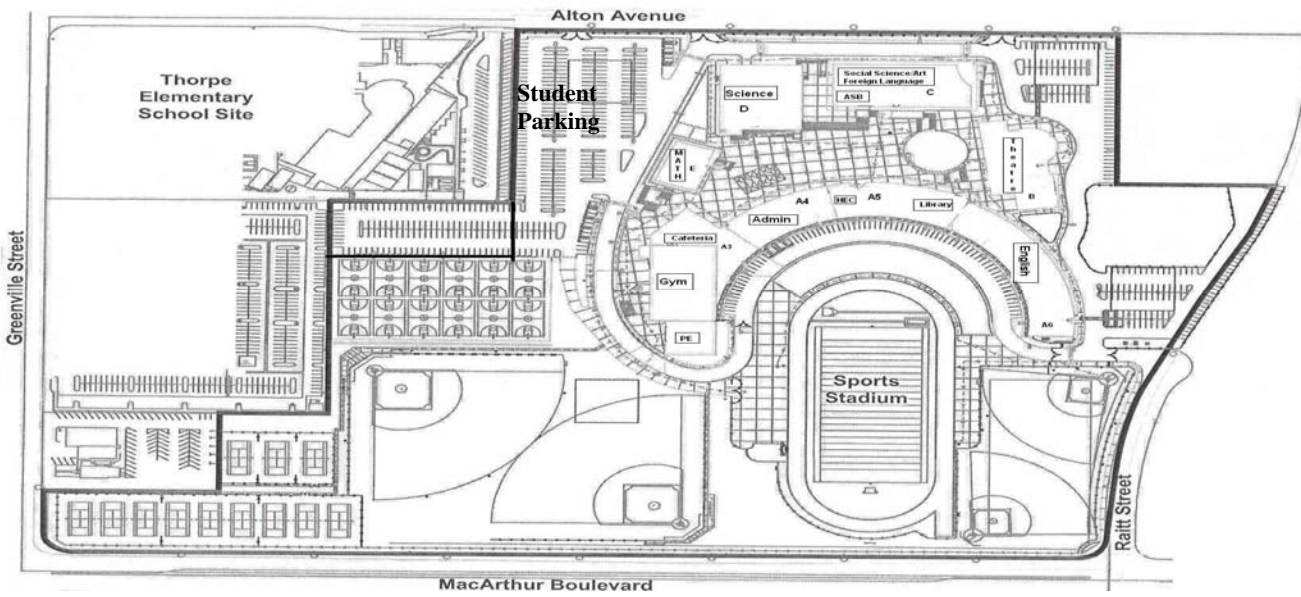 Alton Avenue
Thorpe
Elementary
School Site
Student
Parking
Science
D
Social Science/Art
Foreign Language
ASB
C
MATH
E
Theatre
B
A4
HEC
A5
Library
Admin
Cafeteria
A3
English
Gym
PE
A6
Sports
Stadium
Greenville Street
Raitt Street
MacArthur Boulevard